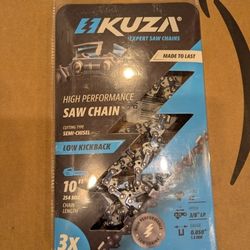 EKUZA
EXPERT SAW CHAINS
MADE TO LAST
HIGH PERFORMANCE
SAW CHAIN
CUTTING TYPE
SEMI-CHISEL
LOW KICKBACK
10"
CHAIN
LENGTH
3/8" LP
0.050"
3X